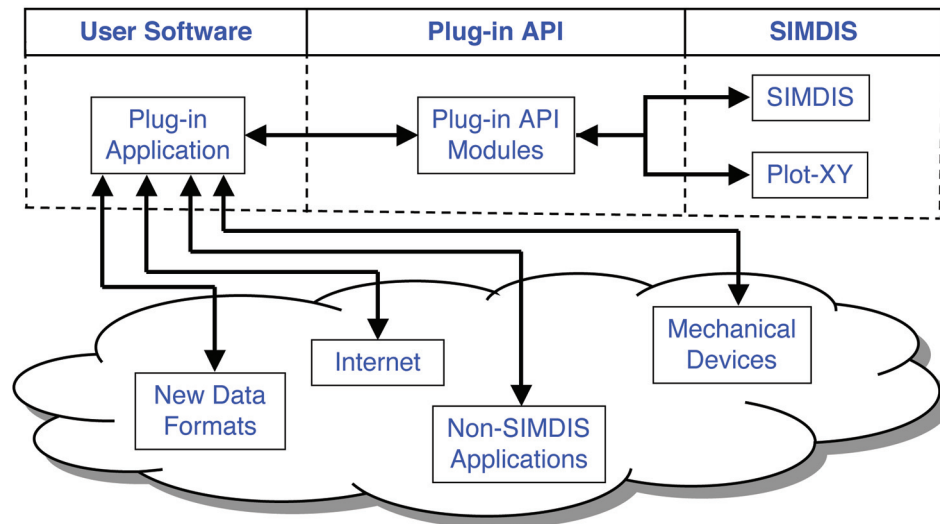 User Software
Plug-in API
SIMDIS
Plug-in
Application
Plug-in API
Modules
SIMDIS
Plot-XY
New Data
Formats
Internet
Non-SIMDIS
Applications
Mechanical
Devices